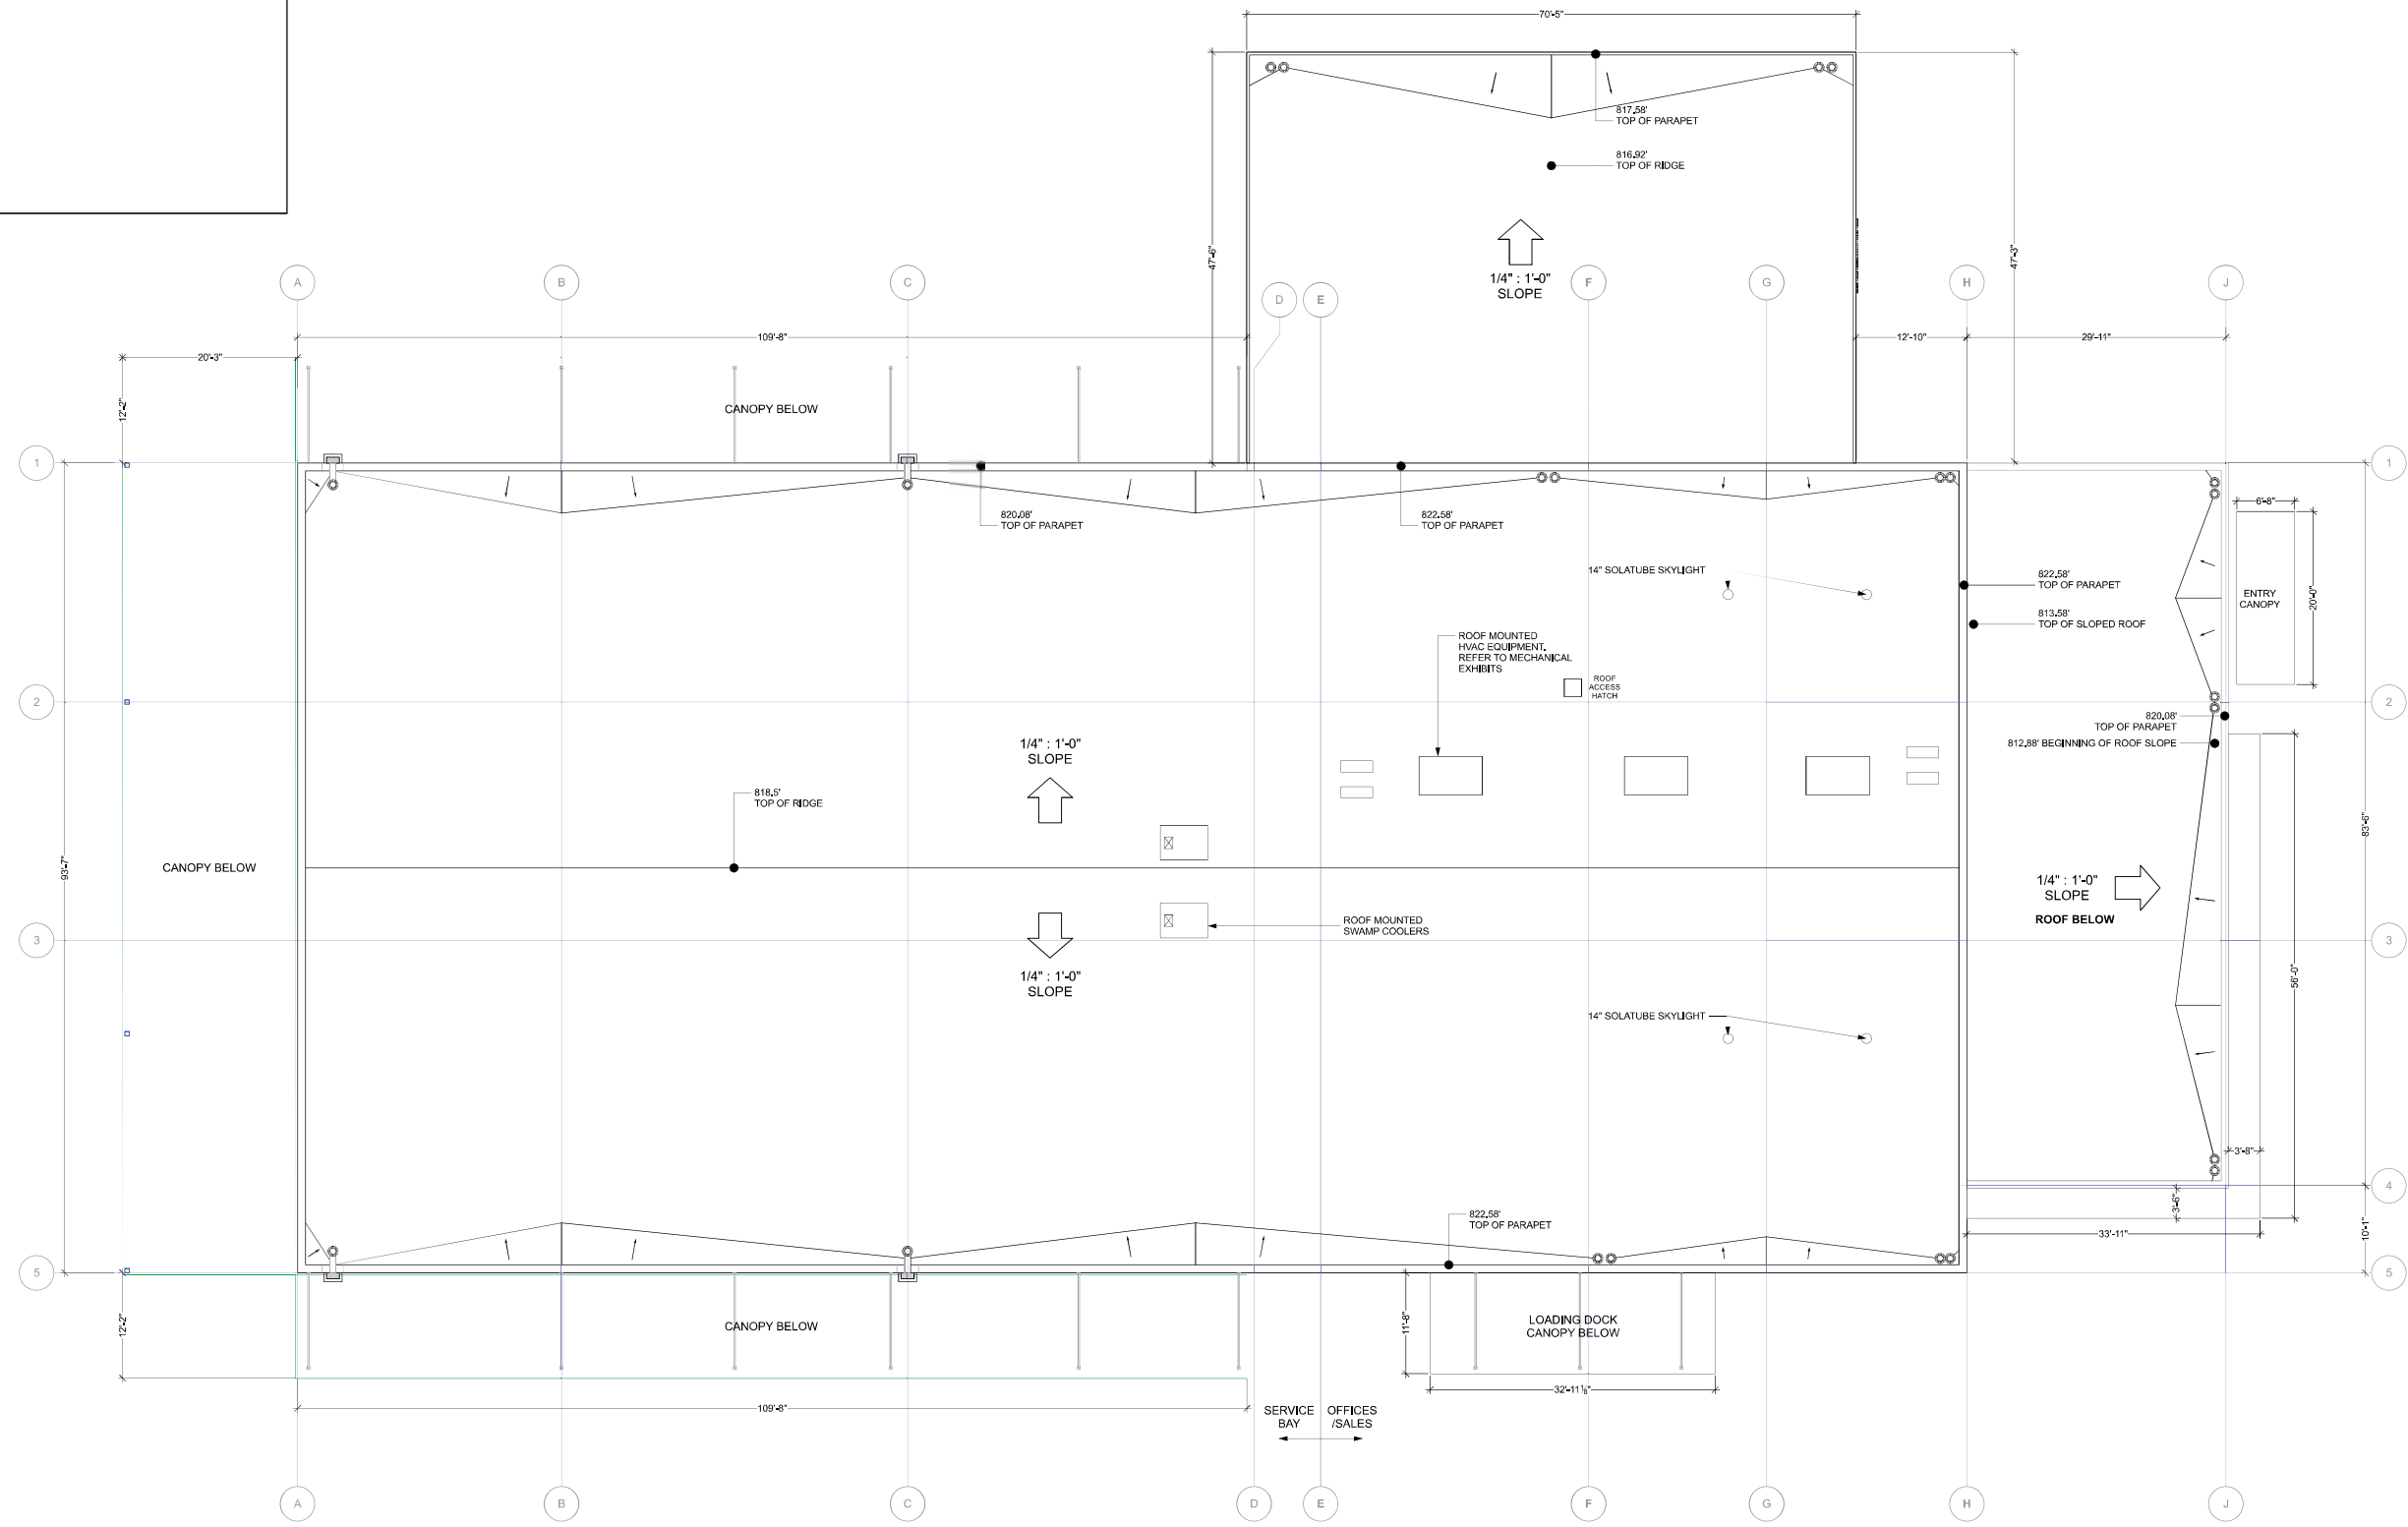 70'-5"
817.58'
TOP OF PARAPET
816.92'
TOP OF RIDGE
47'-6"
47'-3"
1/4" : 1'-0"
SLOPE
A
B
C
D
E
F
G
H
J
109'-8"
12'-10"
29'-11"
20'-3"
12'-2"
CANOPY BELOW
1
1
820.08'
TOP OF PARAPET
822.58'
TOP OF PARAPET
6'-8"
14" SOLATUBE SKYLIGHT
822.58'
TOP OF PARAPET
813.58'
TOP OF SLOPED ROOF
ENTRY
CANOPY
20'-0"
ROOF MOUNTED
HVAC EQUIPMENT.
REFER TO MECHANICAL
EXHIBITS
ROOF
ACCESS
HATCH
2
2
820.08'
TOP OF PARAPET
812.88' BEGINNING OF ROOF SLOPE
1/4" : 1'-0"
SLOPE
818.5'
TOP OF RIDGE
93'-7"
83'-6"
CANOPY BELOW
1/4" : 1'-0"
SLOPE
ROOF BELOW
ROOF MOUNTED
SWAMP COOLERS
3
3
1/4" : 1'-0"
SLOPE
56'-0"
14" SOLATUBE SKYLIGHT
3'-8"
4
3'-6"
822.58'
TOP OF PARAPET
33'-11"
10'-1"
5
5
12'-2"
CANOPY BELOW
11'-8"
LOADING DOCK
CANOPY BELOW
32'-11 1/8"
109'-8"
SERVICE
BAY
OFFICES
/SALES
A
B
C
D
E
F
G
H
J